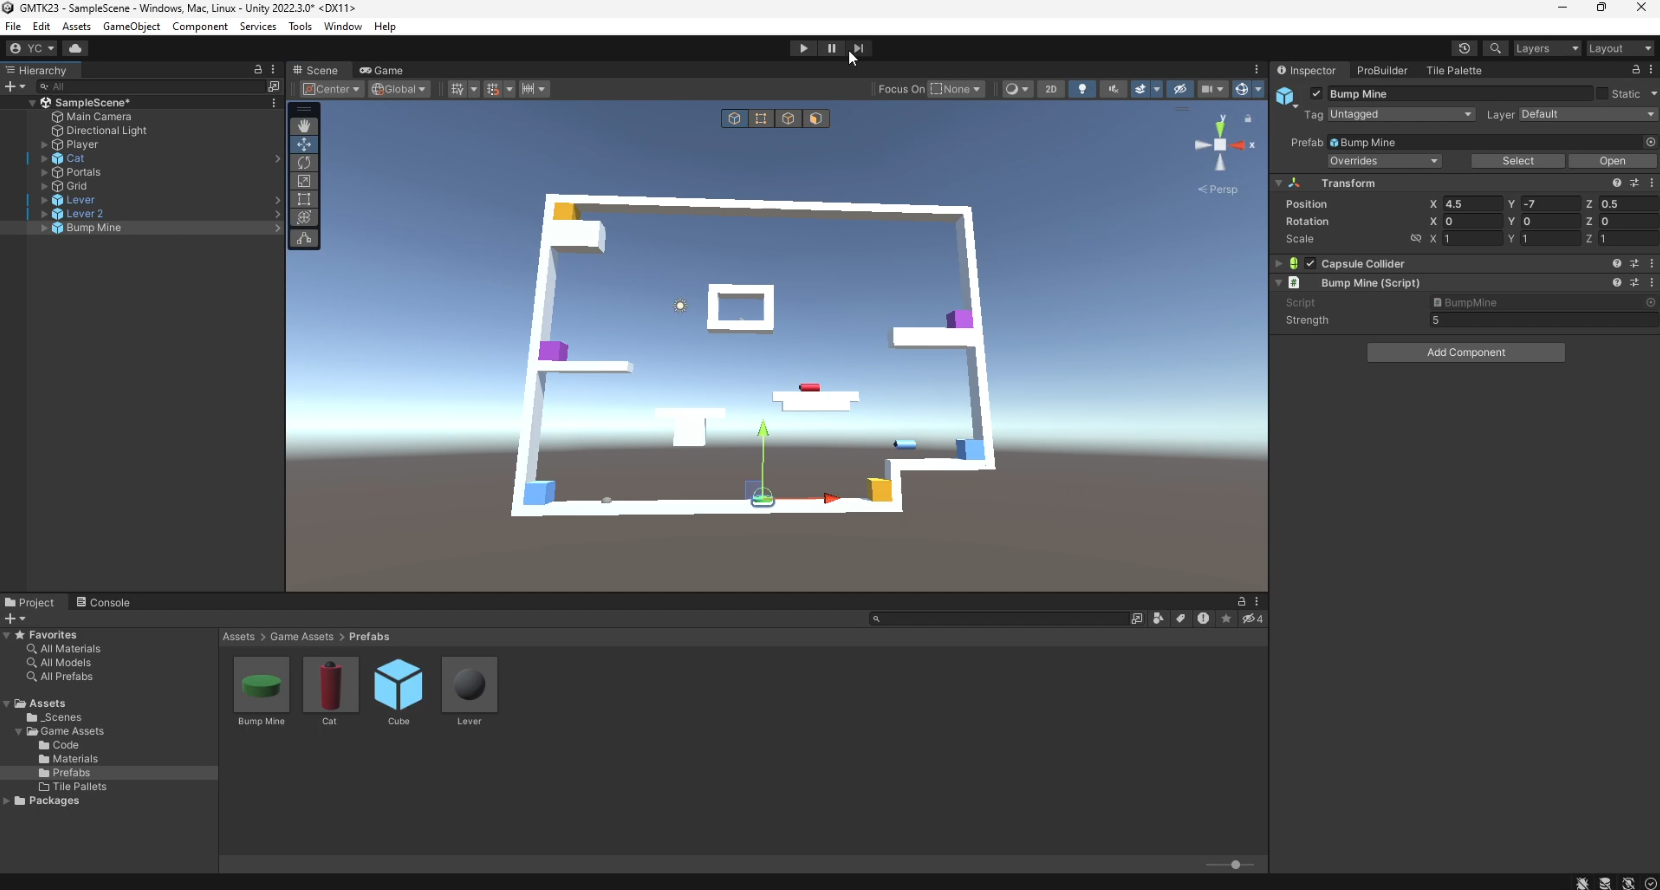 GMTK23 - SampleScene - Windows, Mac, Linux - Unity 2022.3.0* <DX11>
File Edit Assets GameObject Component Services Tools Window Help
YC Layers Layout
Hierarchy
All
SampleScene*
Main Camera
Directional Light
Player
Cat
Portals
Grid
Lever
Lever 2
Bump Mine
Scene Game
Center Global Focus On None 2D
y
x
Persp
Inspector ProBuilder Tile Palette
Bump Mine Static
Tag Untagged Layer Default
Prefab Bump Mine
Overrides Select Open
Transform
Position X 4.5 Y -7 Z 0.5
Rotation X 0 Y 0 Z 0
Scale X 1 Y 1 Z 1
Capsule Collider
Bump Mine (Script)
Script BumpMine
Strength 5
Add Component
Project Console
4
Favorites
All Materials
All Models
All Prefabs
Assets
_Scenes
Game Assets
Code
Materials
Prefabs
Tile Pallets
Packages
Assets > Game Assets > Prefabs
Bump Mine Cat Cube Lever